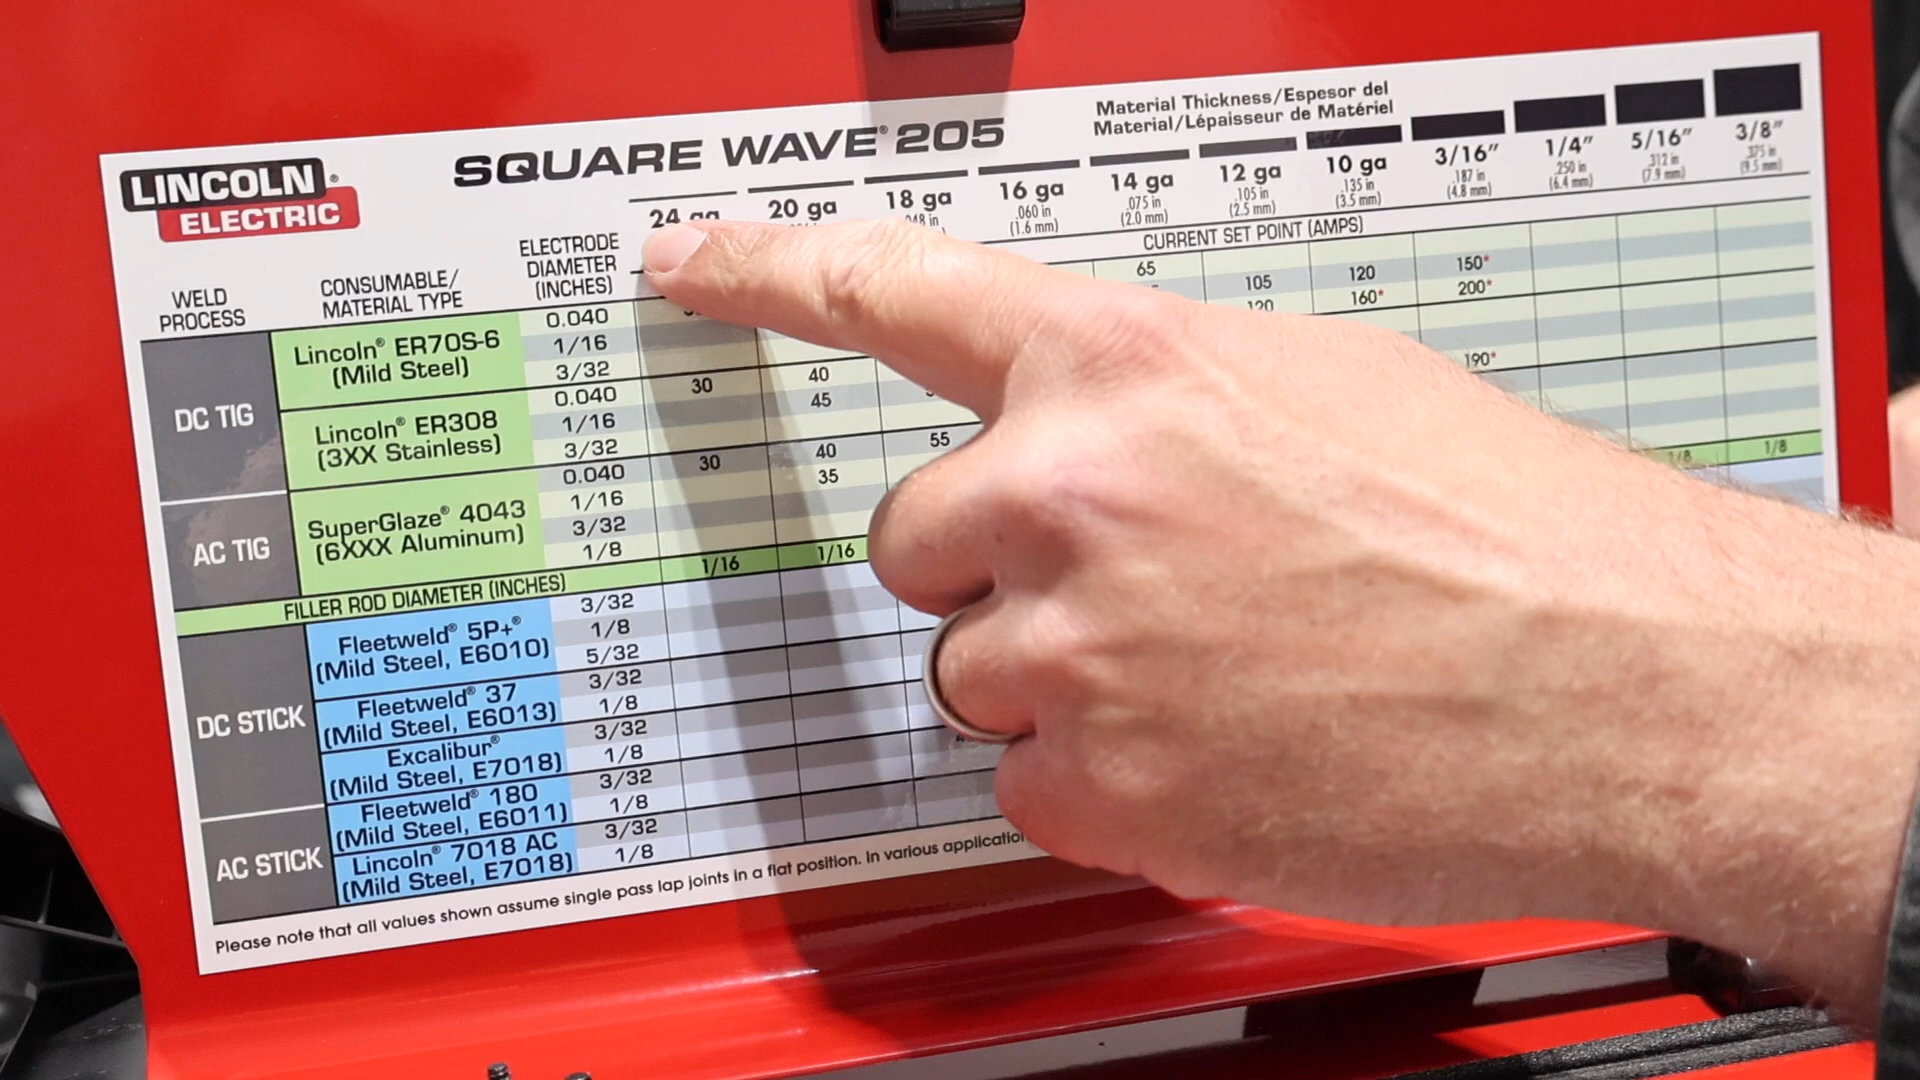 LINCOLN®
ELECTRIC
SQUARE WAVE® 205
Material Thickness/Espesor del
Material/Lépaisseur de Matériel
24 ga 20 ga 18 ga 16 ga 14 ga 12 ga 10 ga 3/16” 1/4” 5/16” 3/8”
.060 in .075 in .105 in .135 in .187 in .250 in .312 in .375 in
(1.6 mm) (2.0 mm) (2.5 mm) (3.5 mm) (4.8 mm) (6.4 mm) (7.9 mm) (9.5 mm)
WELD
PROCESS
CONSUMABLE/
MATERIAL TYPE
ELECTRODE
DIAMETER
(INCHES)
CURRENT SET POINT (AMPS)
DC TIG
Lincoln® ER70S-6
(Mild Steel)
0.040 65
1/16 105 120 150*
3/32 120 160* 200*
Lincoln® ER308
(3XX Stainless)
0.040 30 40
1/16 45
3/32 190*
AC TIG
SuperGlaze® 4043
(6XXX Aluminum)
0.040 30 40 55
1/16 35
3/32
1/8
FILLER ROD DIAMETER (INCHES) 1/16 1/16 1/8 1/8
DC STICK
Fleetweld® 5P+®
(Mild Steel, E6010)
3/32
1/8
5/32
Fleetweld® 37
(Mild Steel, E6013)
3/32
1/8
Excalibur®
(Mild Steel, E7018)
3/32
1/8
AC STICK
Fleetweld® 180
(Mild Steel, E6011)
3/32
1/8
Lincoln® 7018 AC
(Mild Steel, E7018)
3/32
1/8
Please note that all values shown assume single pass lap joints in a flat position. In various